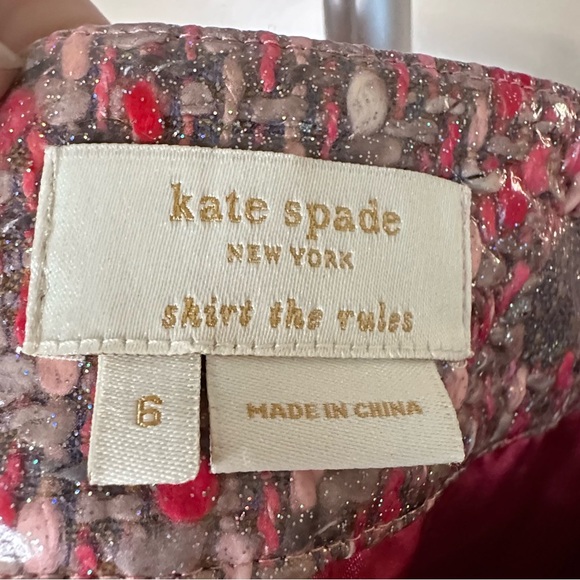 kate spade
NEW YORK
skirt the rules
6
MADE IN CHINA